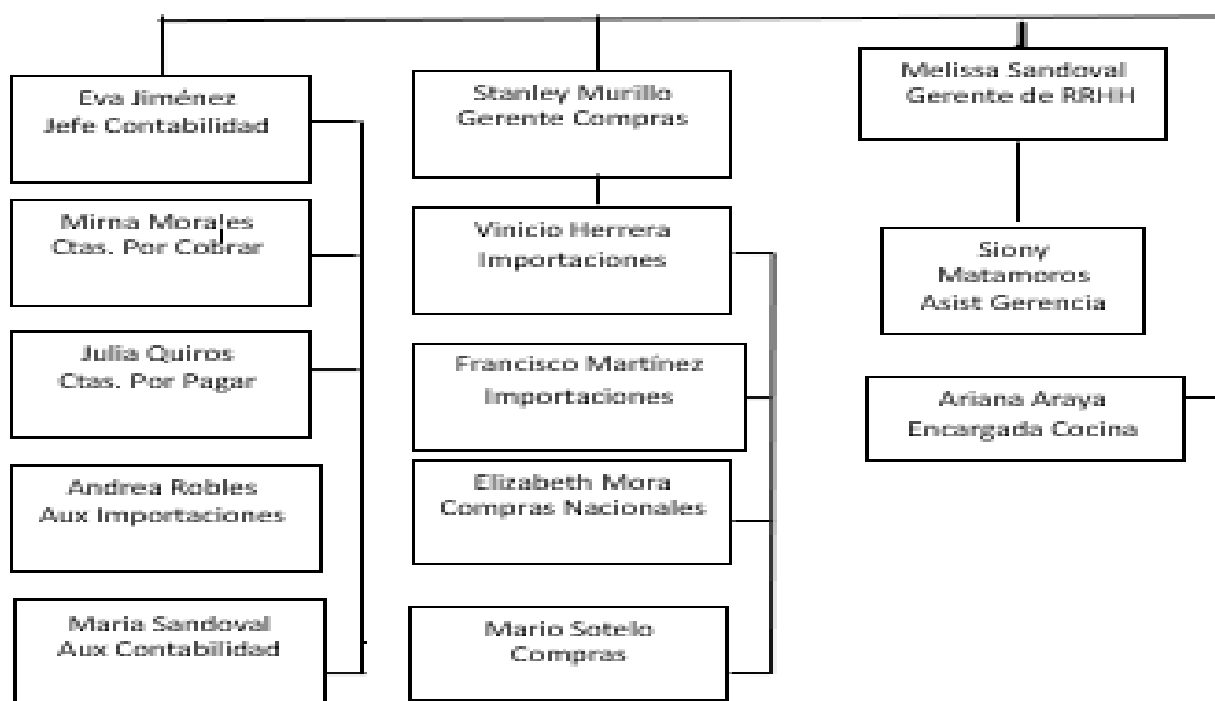 Eva Jiménez
Jefe Contabilidad
Mirna Morales
Ctas. Por Cobrar
Julia Quiros
Ctas. Por Pagar
Andrea Robles
Aux Importaciones
Maria Sandoval
Aux Contabilidad
Stanley Murillo
Gerente Compras
Vinicio Herrera
Importaciones
Francisco Martínez
Importaciones
Elizabeth Mora
Compras Nacionales
Mario Sotelo
Compras
Melissa Sandoval
Gerente de RRHH
Siony
Matamoros
Asist Gerencia
Ariana Araya
Encargada Cocina